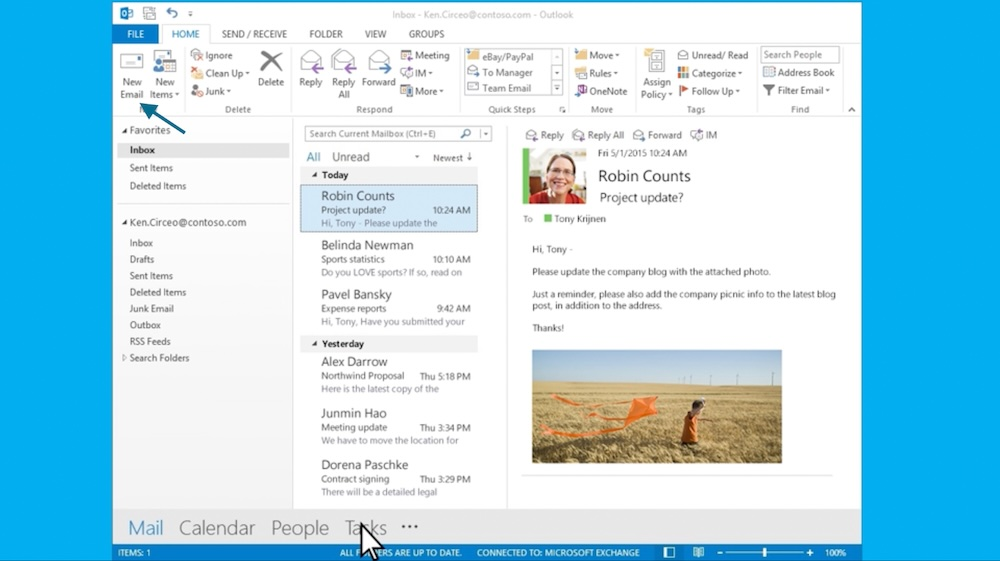 Inbox - Ken.Circeo@contoso.com - Outlook
FILE HOME SEND / RECEIVE FOLDER VIEW GROUPS
New Email
New Items
Ignore
Clean Up
Junk
Delete
Delete
Reply
Reply All
Forward
Meeting
IM
More
Respond
eBay/PayPal
To Manager
Team Email
Quick Steps
Move
Rules
OneNote
Move
Assign Policy
Unread/ Read
Categorize
Follow Up
Tags
Search People
Address Book
Filter Email
Find
Favorites
Inbox
Sent Items
Deleted Items
Ken.Circeo@contoso.com
Inbox
Drafts
Sent Items
Deleted Items
Junk Email
Outbox
RSS Feeds
Search Folders
Search Current Mailbox (Ctrl+E)
All Unread Newest
Today
Robin Counts
Project update? 10:24 AM
Hi, Tony - Please update the
Belinda Newman
Sports statistics 10:10 AM
Do you LOVE sports? If so, read on
Pavel Bansky
Expense reports 9:42 AM
Hi, Tony, Have you submitted your
Yesterday
Alex Darrow
Northwind Proposal Thu 5:18 PM
Here is the latest copy of the
Junmin Hao
Meeting update Thu 3:34 PM
We have to move the location for
Dorena Paschke
Contract signing Thu 3:29 PM
There will be a detailed legal
Reply Reply All Forward IM
Fri 5/1/2015 10:24 AM
Robin Counts
Project update?
To Tony Krijnen
Hi, Tony -
Please update the company blog with the attached photo.
Just a reminder, please also add the company picnic info to the latest blog
post, in addition to the address.
Thanks!
Mail Calendar People Tasks •••
ITEMS: 1 ALL FOLDERS ARE UP TO DATE. CONNECTED TO: MICROSOFT EXCHANGE 100%